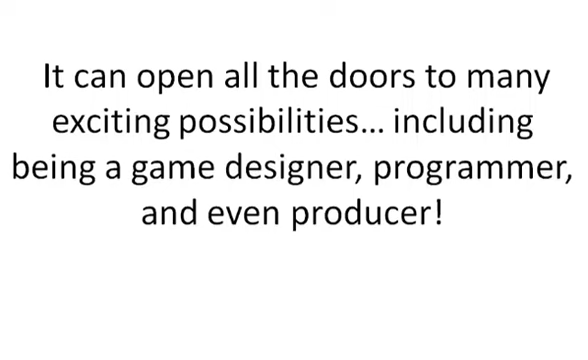 It can open all the doors to many
exciting possibilities... including
being a game designer, programmer,
and even producer!